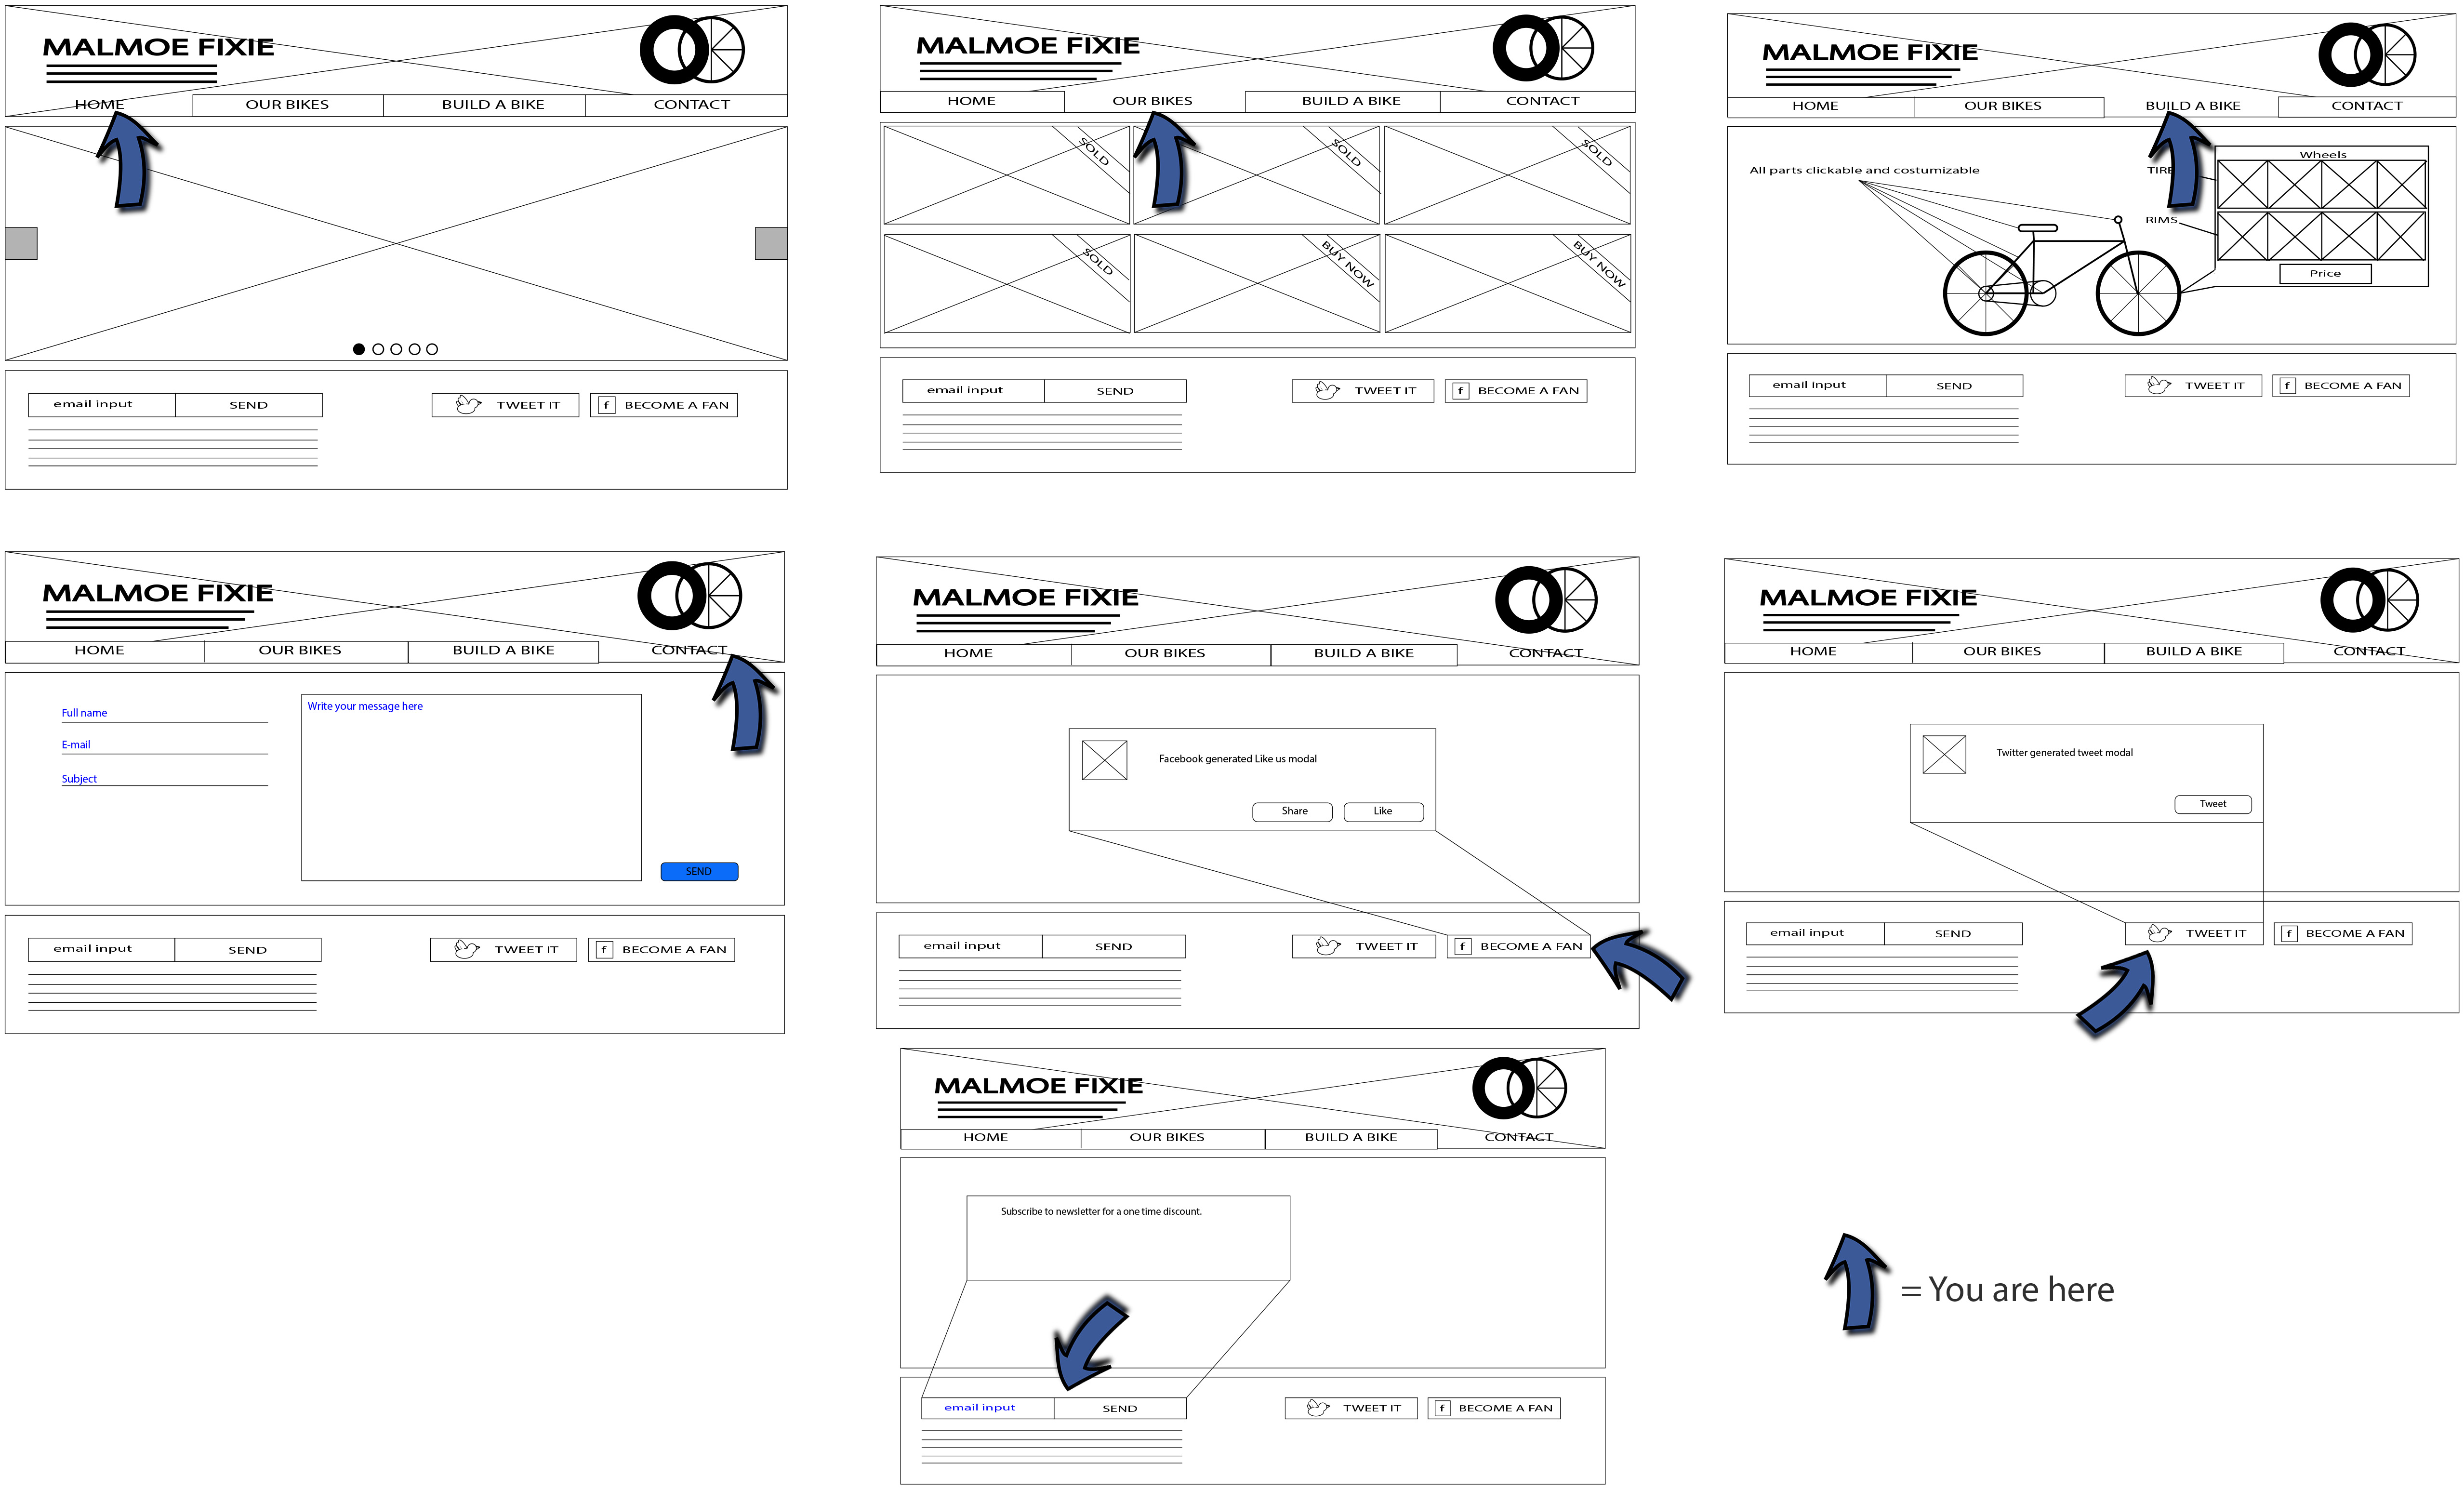 MALMOE FIXIE
HOME OUR BIKES BUILD A BIKE CONTACT
email input SEND TWEET IT f BECOME A FAN
MALMOE FIXIE
HOME OUR BIKES BUILD A BIKE CONTACT
SOLD SOLD SOLD
SOLD BUY NOW BUY NOW
email input SEND TWEET IT f BECOME A FAN
MALMOE FIXIE
HOME OUR BIKES BUILD A BIKE CONTACT
Wheels
All parts clickable and costumizable
RIMS
Price
email input SEND TWEET IT f BECOME A FAN
MALMOE FIXIE
HOME OUR BIKES BUILD A BIKE CONTACT
Full name
Write your message here
E-mail
Subject
SEND
email input SEND TWEET IT f BECOME A FAN
MALMOE FIXIE
HOME OUR BIKES BUILD A BIKE CONTACT
Facebook generated Like us modal
Share Like
email input SEND TWEET IT f BECOME A FAN
MALMOE FIXIE
HOME OUR BIKES BUILD A BIKE CONTACT
Twitter generated tweet modal
Tweet
email input SEND TWEET IT f BECOME A FAN
MALMOE FIXIE
HOME OUR BIKES BUILD A BIKE CONTACT
Subscribe to newsletter for a one time discount.
email input SEND TWEET IT f BECOME A FAN
= You are here